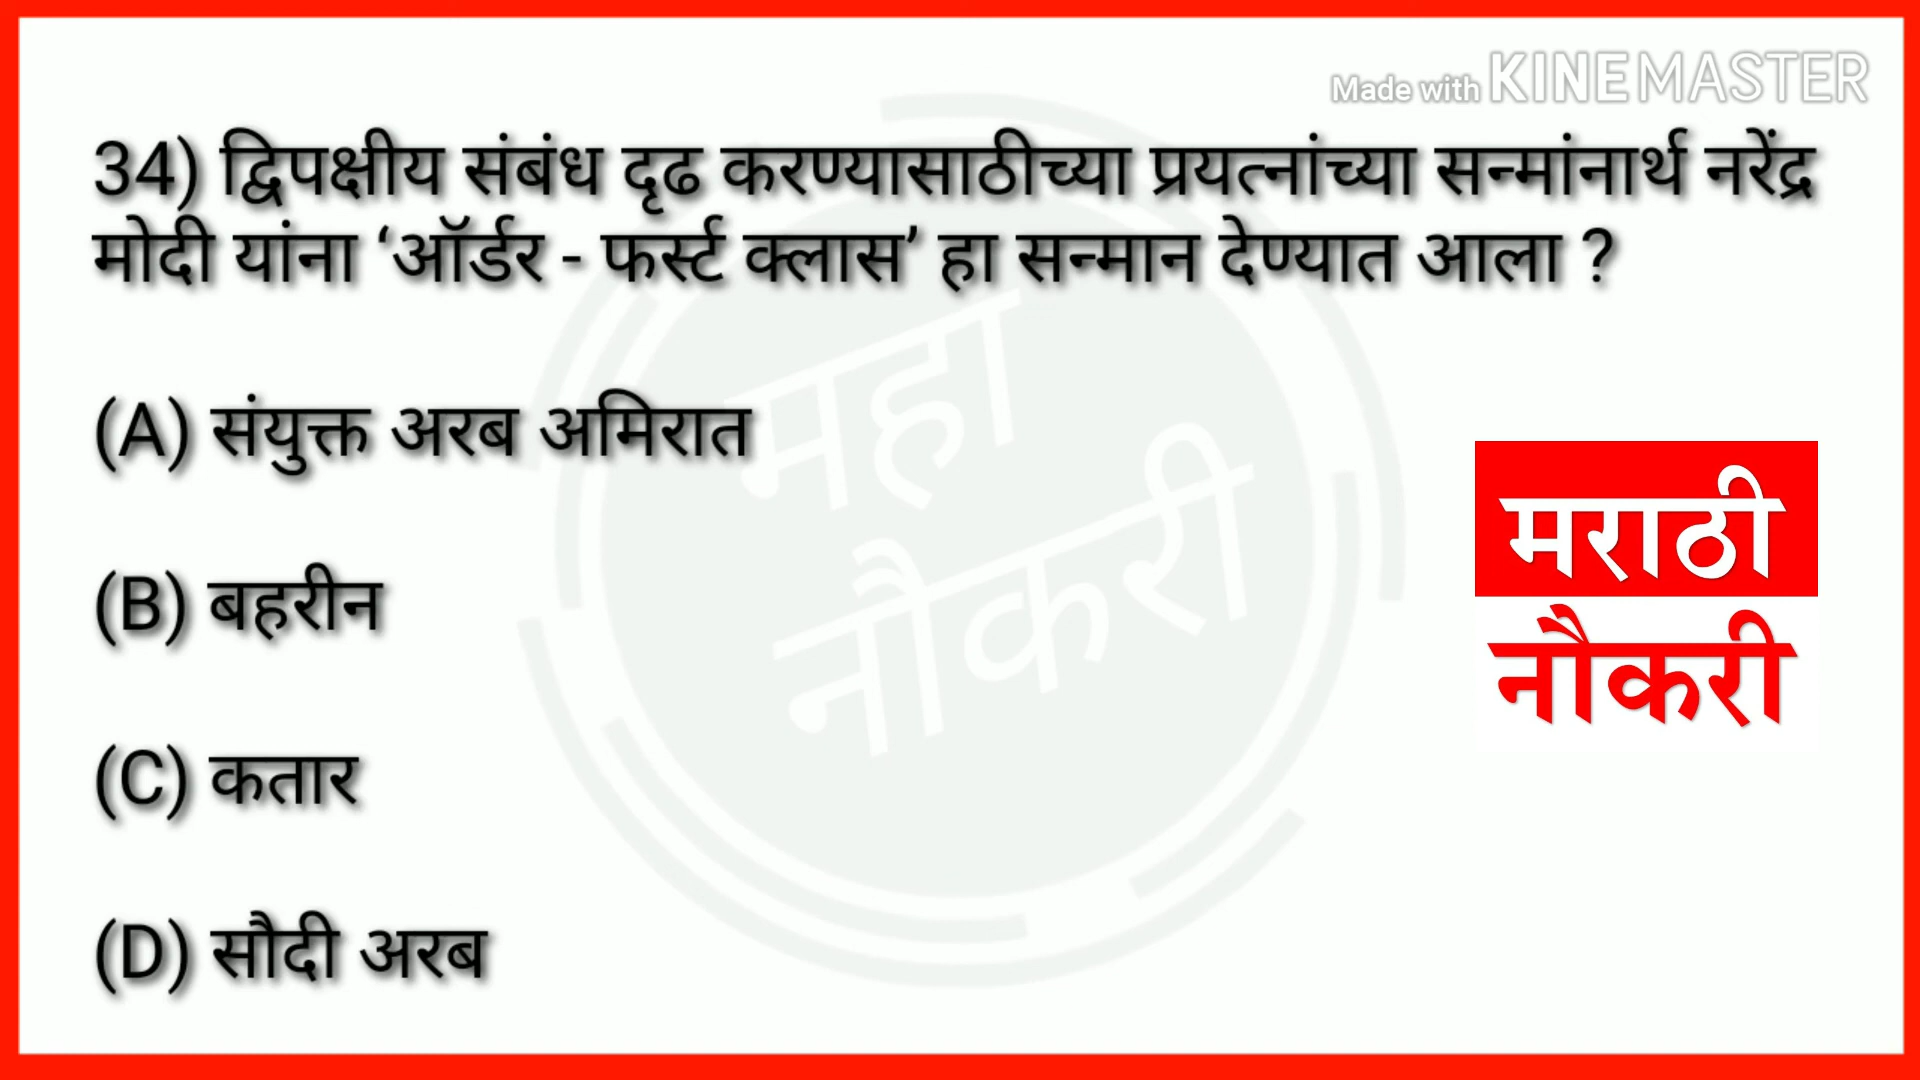 Made with KINEMASTER
34) द्विपक्षीय संबंध दृढ करण्यासाठीच्या प्रयत्नांच्या सन्मांनार्थ नरेंद्र
मोदी यांना ‘ऑर्डर - फर्स्ट क्लास’ हा सन्मान देण्यात आला ?
(A) संयुक्त अरब अमिरात
(B) बहरीन
(C) कतार
(D) सौदी अरब
महा
नौकरी
मराठी
नौकरी